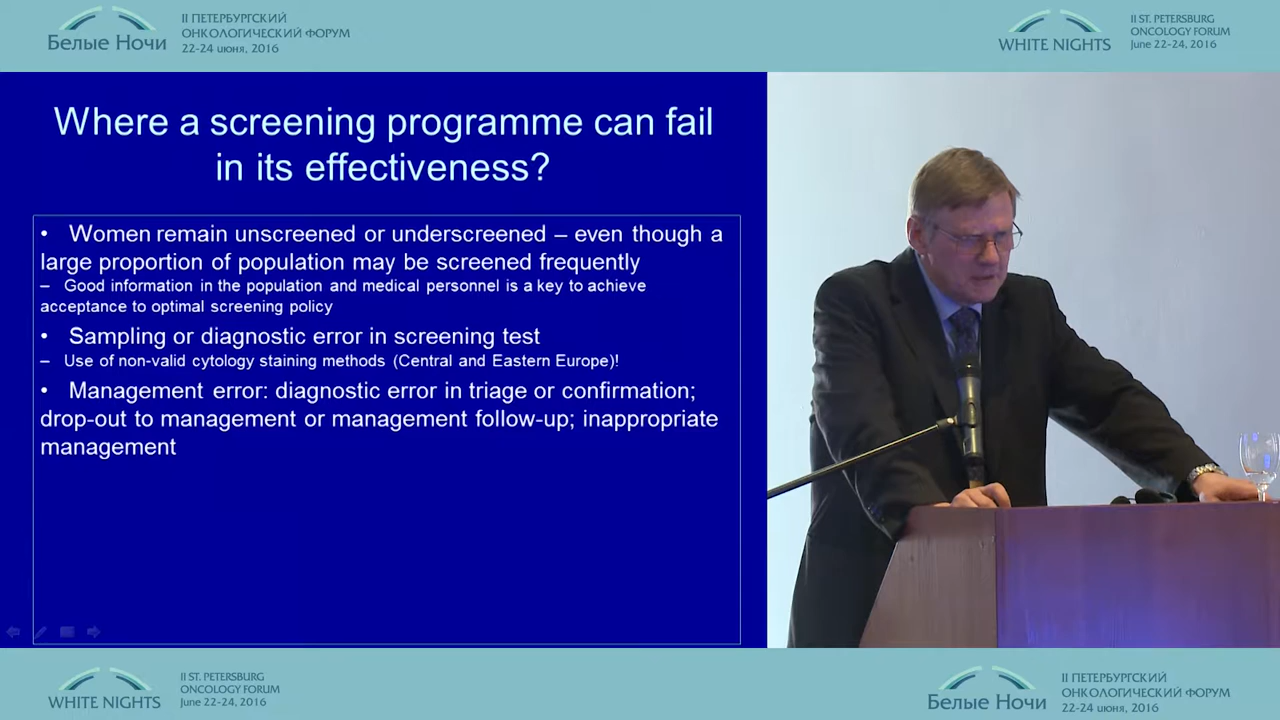 Белые Ночи
II ПЕТЕРБУРГСКИЙ
ОНКОЛОГИЧЕСКИЙ ФОРУМ
22-24 июня, 2016
WHITE NIGHTS
II ST. PETERSBURG
ONCOLOGY FORUM
June 22-24, 2016
Where a screening programme can fail
in its effectiveness?
• Women remain unscreened or underscreened – even though a
large proportion of population may be screened frequently
– Good information in the population and medical personnel is a key to achieve
acceptance to optimal screening policy
• Sampling or diagnostic error in screening test
– Use of non-valid cytology staining methods (Central and Eastern Europe)!
• Management error: diagnostic error in triage or confirmation;
drop-out to management or management follow-up; inappropriate
management
WHITE NIGHTS
II ST. PETERSBURG
ONCOLOGY FORUM
June 22-24, 2016
Белые Ночи
II ПЕТЕРБУРГСКИЙ
ОНКОЛОГИЧЕСКИЙ ФОРУМ
22-24 июня, 2016